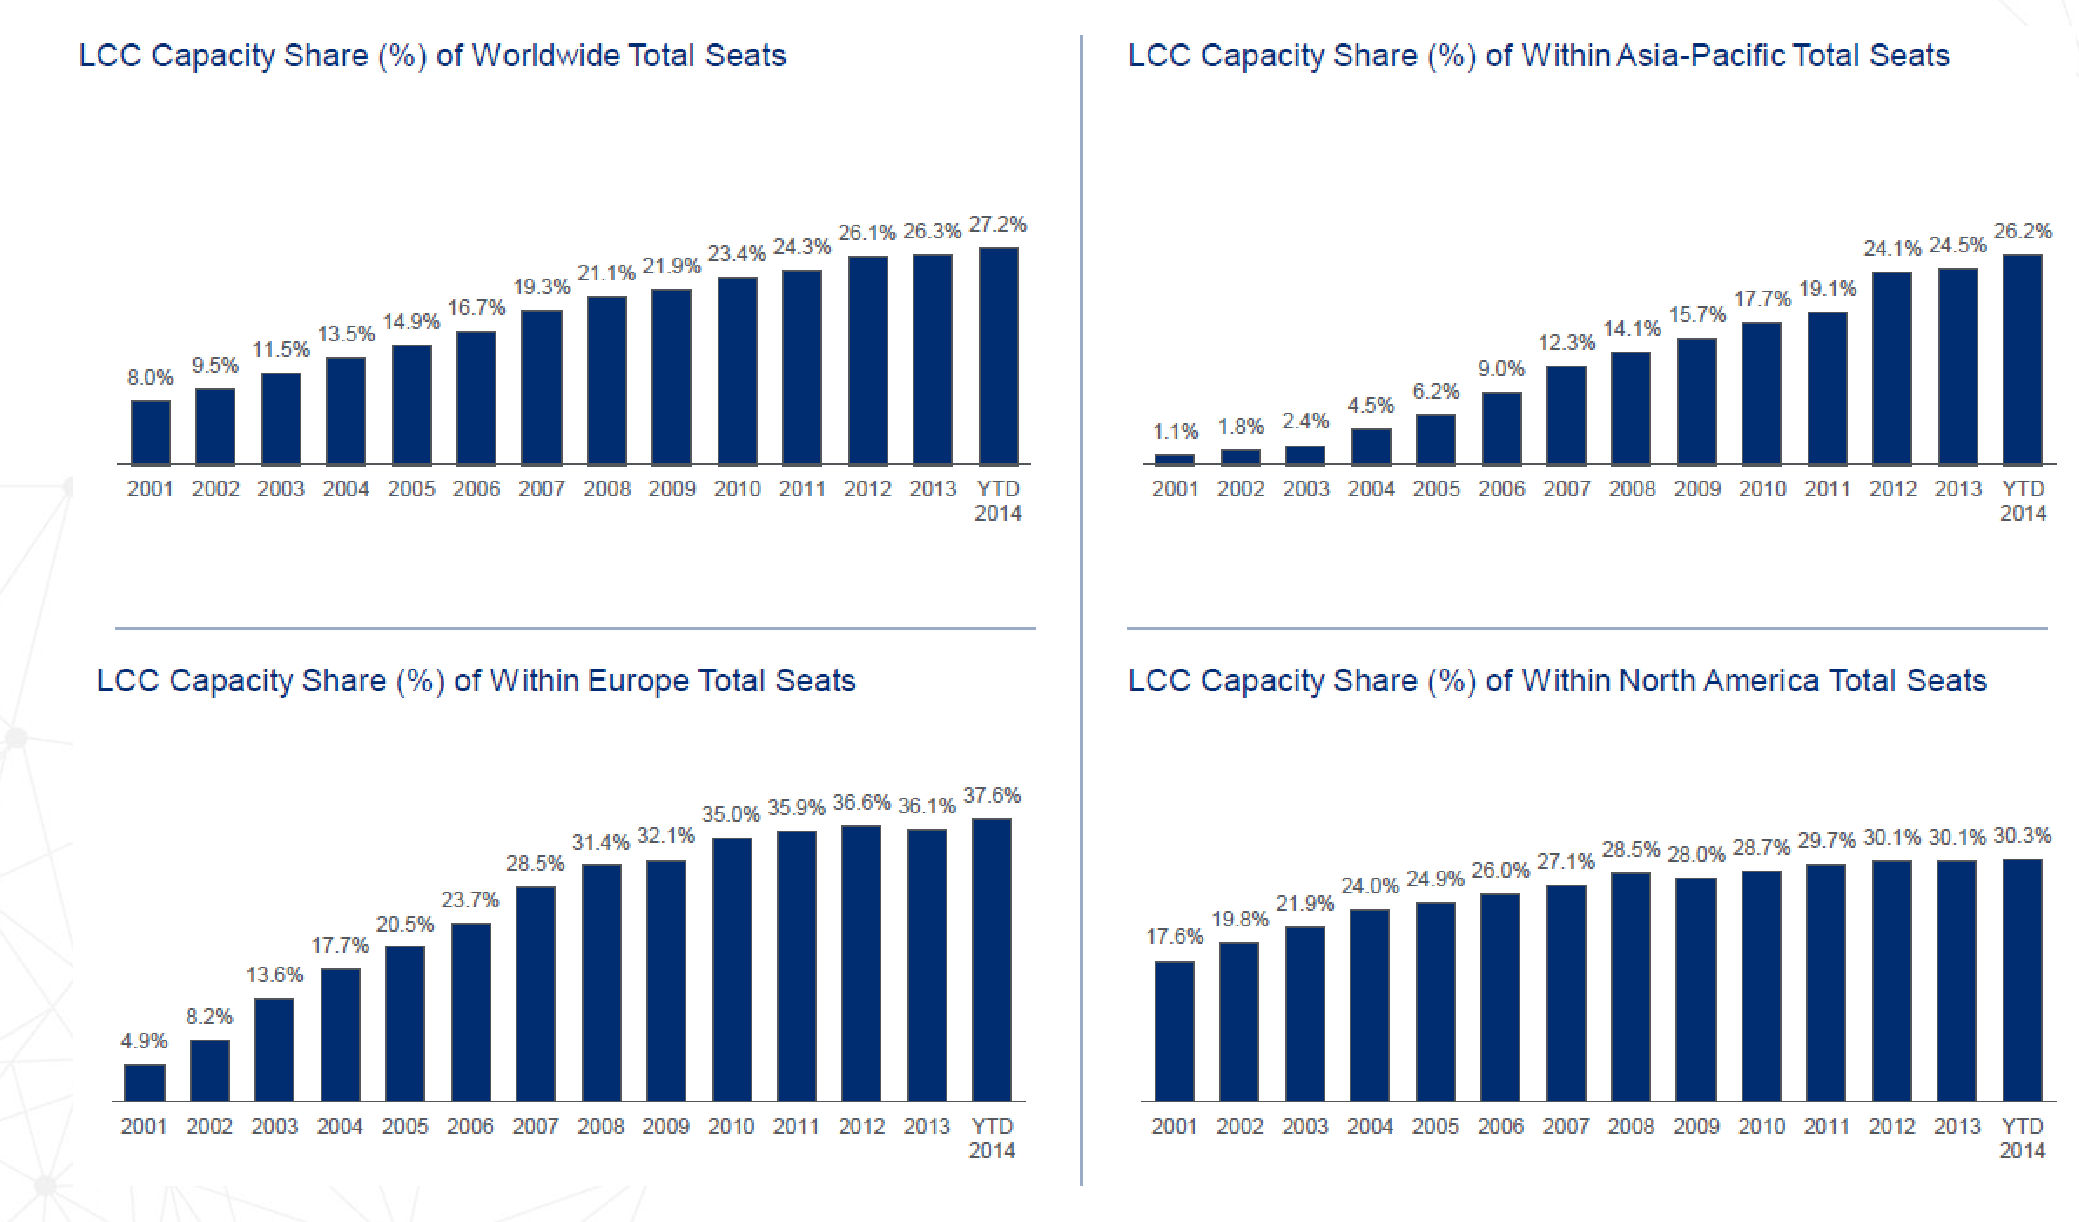 LCC Capacity Share (%) of Worldwide Total Seats
8.0% 9.5% 11.5% 13.5% 14.9% 16.7% 19.3% 21.1% 21.9% 23.4% 24.3% 26.1% 26.3% 27.2%
2001 2002 2003 2004 2005 2006 2007 2008 2009 2010 2011 2012 2013 YTD
2014
LCC Capacity Share (%) of Within Asia-Pacific Total Seats
1.1% 1.8% 2.4% 4.5% 6.2% 9.0% 12.3% 14.1% 15.7% 17.7% 19.1% 24.1% 24.5% 26.2%
2001 2002 2003 2004 2005 2006 2007 2008 2009 2010 2011 2012 2013 YTD
2014
LCC Capacity Share (%) of Within Europe Total Seats
4.9% 8.2% 13.6% 17.7% 20.5% 23.7% 28.5% 31.4% 32.1% 35.0% 35.9% 36.6% 36.1% 37.6%
2001 2002 2003 2004 2005 2006 2007 2008 2009 2010 2011 2012 2013 YTD
2014
LCC Capacity Share (%) of Within North America Total Seats
17.6% 19.8% 21.9% 24.0% 24.9% 26.0% 27.1% 28.5% 28.0% 28.7% 29.7% 30.1% 30.1% 30.3%
2001 2002 2003 2004 2005 2006 2007 2008 2009 2010 2011 2012 2013 YTD
2014